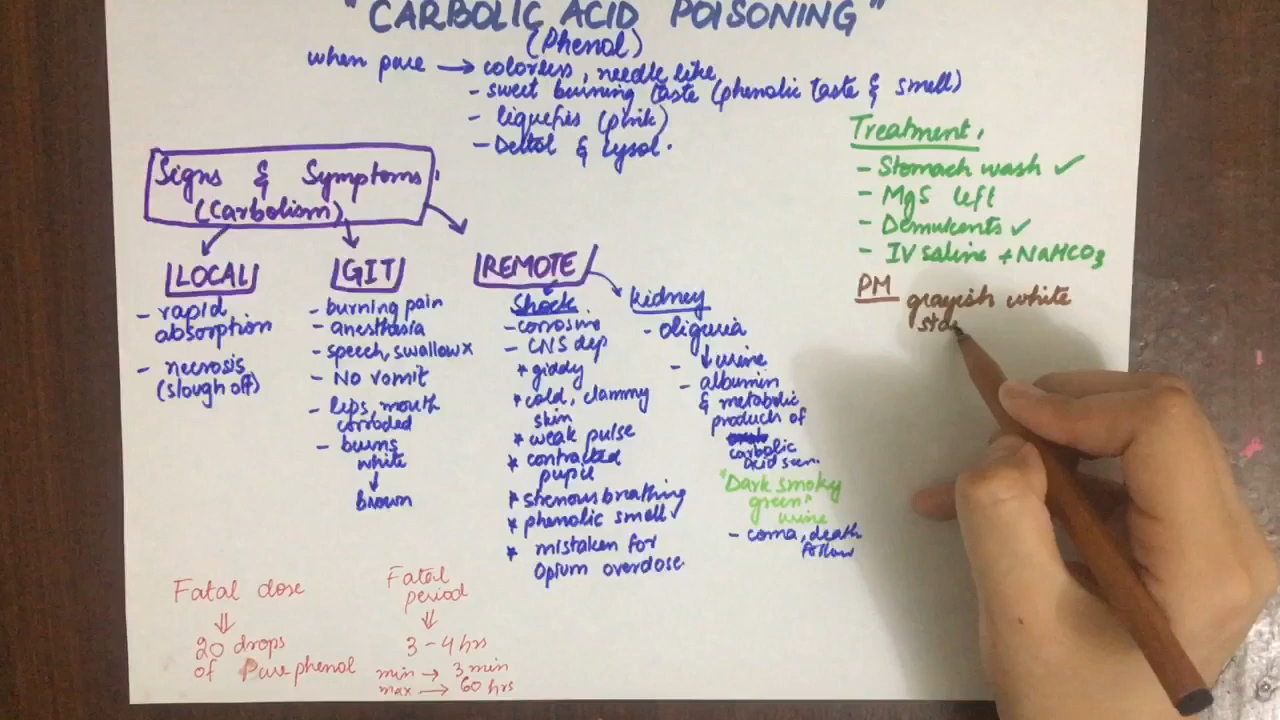 "CARBOLIC ACID POISONING"
(Phenol)
when pure → colorless, needle like
- sweet burning taste (phenolic taste & smell)
- liquefies (pink)
- Dettol & lysol.
Signs & Symptoms
(Carbolism)
LOCAL
- rapid
absorption
- necrosis
(slough off)
GIT
- burning pain
- anesthasia
- speech, swallow x
- No vomit
- lips, mouth
corroded
- burns
white
↓
brown
REMOTE
Shock
- corrosive
- CNS dep
* giddy
* cold, clammy
skin
* weak pulse
* contracted
pupil
* stenous breathing
* phenolic smell ✓
* mistaken for
opium overdose.
kidney
- oliguria
- ↓ urine
- albumin
& metabolic
product of
carbolic
acid seen.
"Dark smoky
green"
urine
- coma, death
follow
Fatal dose
⇓
20 drops
of Pure phenol
Fatal
period
⇓
3-4 hrs
min → 3 min
max → 60 hrs
Treatment,
- Stomach wash ✓
- MgS left
- Demulcents ✓
- IV saline + NaHCO3
PM
grayish white